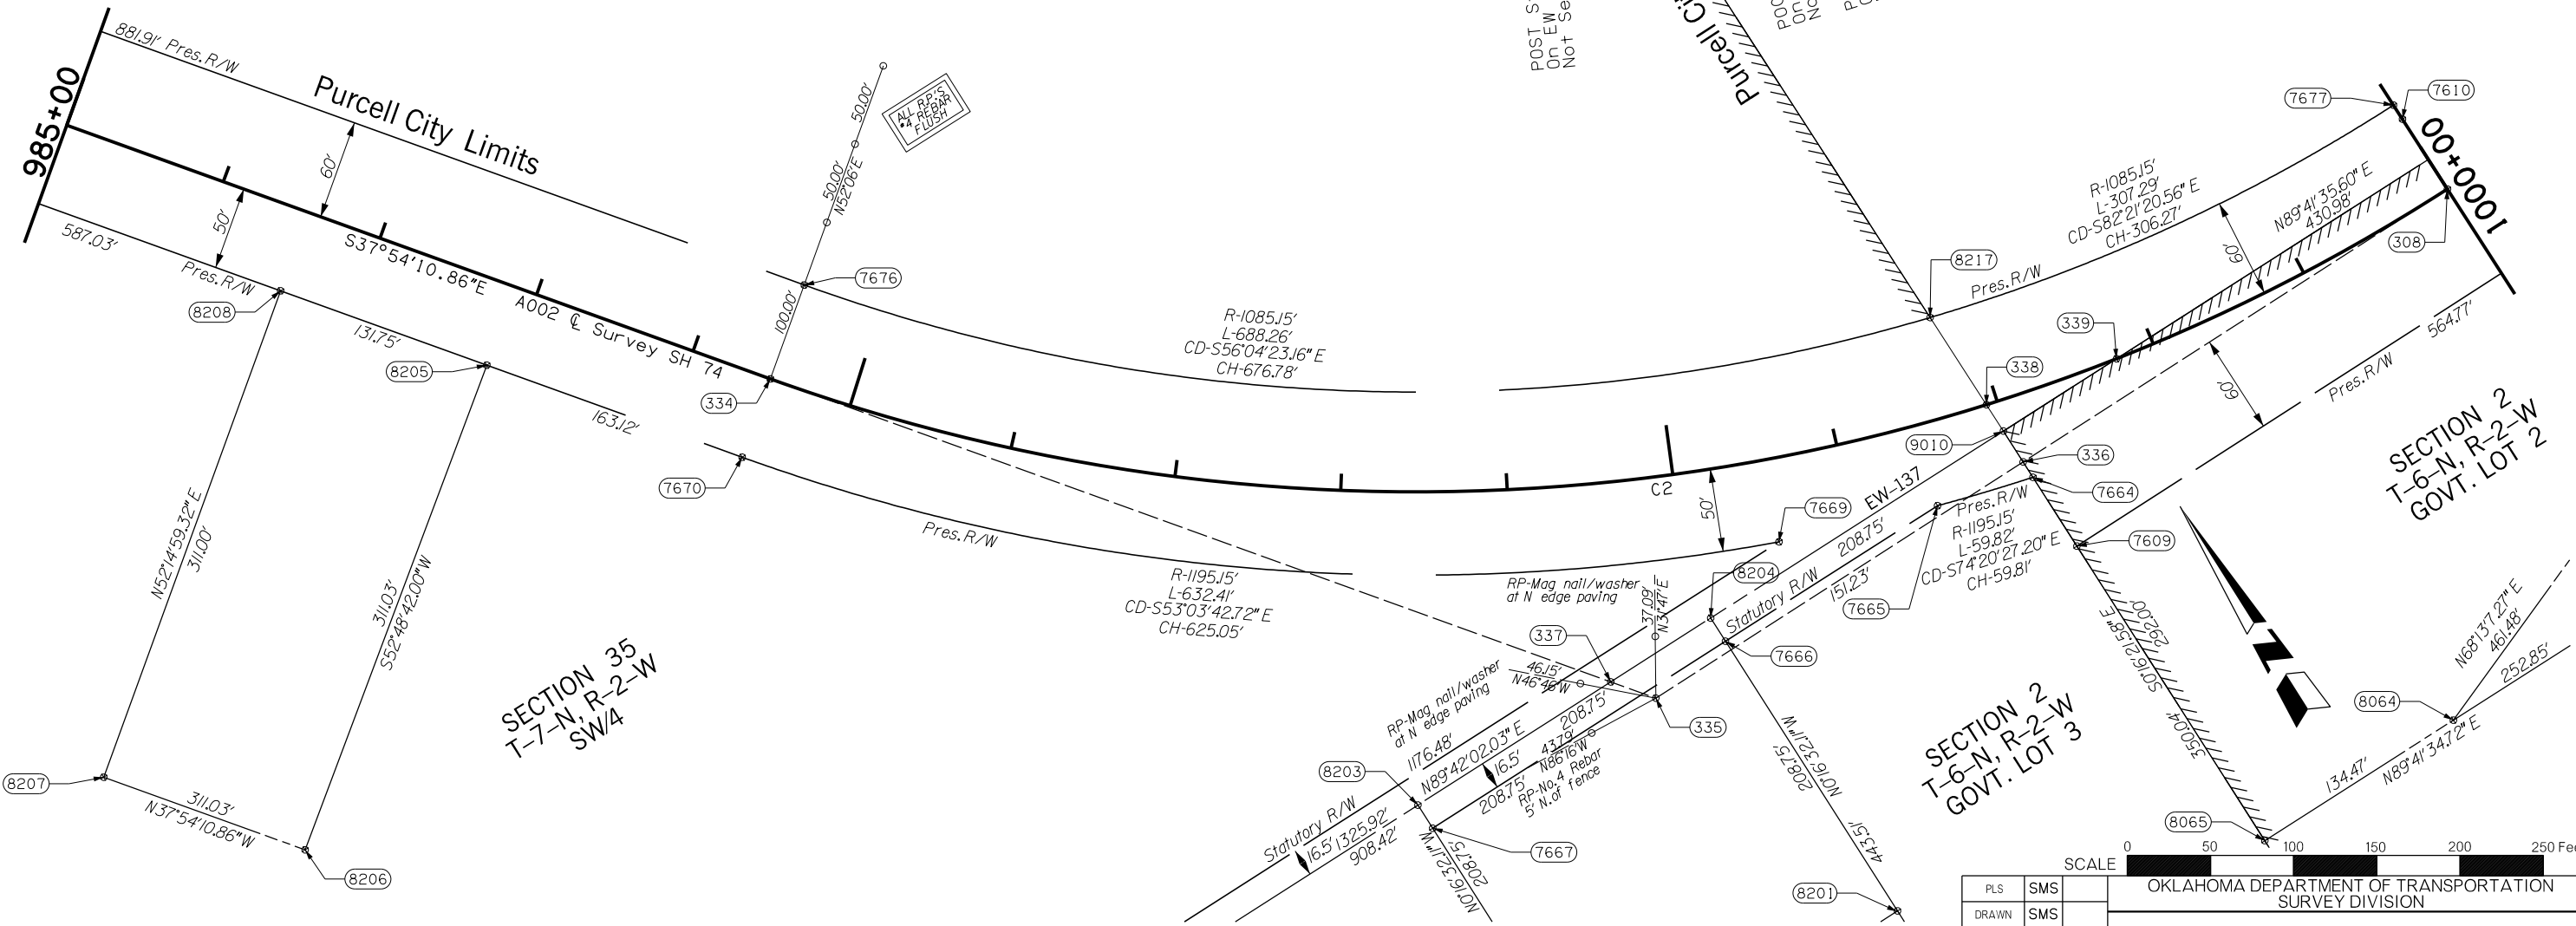 985+00
881.91' Pres.R/W
Purcell City Limits
60'
50'
587.03'
Pres.R/W
S37°54'10.86"E
A002 ℄ Survey SH 74
8208
131.75'
8205
163.12'
N52°14'59.32"E
311.00'
311.03'
S52°48'42.00"W
8207
311.03'
N37°54'10.86"W
8206
SECTION 35
T-7-N, R-2-W
SW/4
50.00'
50.00'
N52°06'E
100.00'
ALL R.P.'S
#4 REBAR
FLUSH
7676
334
7670
R-1085.15'
L-688.26'
CD-S56°04'23.16"E
CH-676.78'
Pres.R/W
R-1195.15'
L-632.41'
CD-S53°03'42.72"E
CH-625.05'
C2
50'
7669
POST
On EW
Not Se
Purcell Ci
On
No
7677
7610
1000+00
R-1085.15'
L-307.29'
CD-S82°21'20.56"E
CH-306.27'
N89°41'35.60"E
430.98'
60'
308
8217
Pres.R/W
339
338
9010
336
EW-137
208.75'
7664
Pres.R/W
R-1195.15'
L-59.82'
CD-S74°20'27.20"E
CH-59.81'
7665
7609
60'
Pres.R/W
564.77'
SECTION 2
T-6-N, R-2-W
GOVT. LOT 2
RP-Mag nail/washer
at N edge paving
37.09'
N31°47'E
8204
Statutory R/W
151.23'
7666
337
46.15'
N46°46'W
335
RP-Mag nail/washer
at N edge paving
1176.48'
N89°42'02.03"E
208.75'
16.5'
208.75'
43.79'
N86°16'W
RP-No.4 Rebar
5' N.of fence
8203
Statutory R/W
16.5'
1325.92'
908.42'
7667
N0°16'32.11"W
208.75'
N0°16'32.11"W
208.75'
443.51'
8201
SECTION 2
T-6-N, R-2-W
GOVT. LOT 3
S0°16'21.58"E
292.00'
350.04'
N68°13'7.27"E
461.48'
252.85'
8064
134.47'
N89°41'34.72"E
8065
SCALE
0 50 100 150 200 250 Fee
PLS SMS
DRAWN SMS
OKLAHOMA DEPARTMENT OF TRANSPORTATION
SURVEY DIVISION